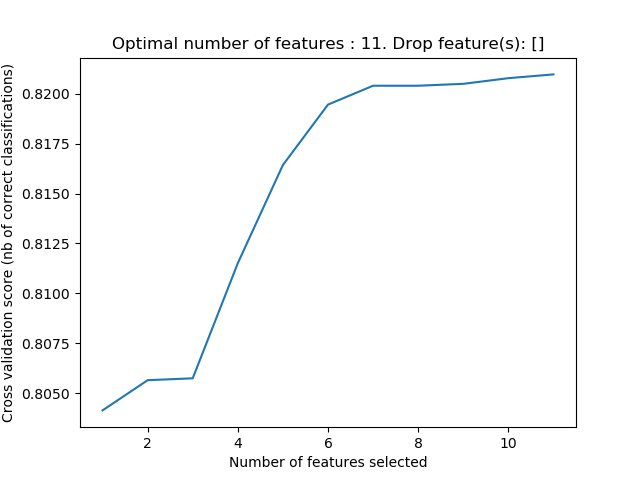 Optimal number of features : 11. Drop feature(s): []
Cross validation score (nb of correct classifications)
0.8200
0.8175
0.8150
0.8125
0.8100
0.8075
0.8050
2 4 6 8 10
Number of features selected